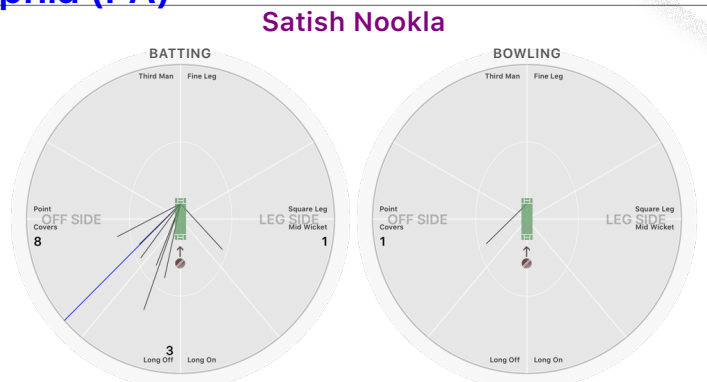 phia (PA)
Satish Nookla
BATTING
Third Man
Fine Leg
Point
OFF SIDE
Covers
8
Square Leg
LEG SIDE
Mid Wicket
1
3
Long Off
Long On
BOWLING
Third Man
Fine Leg
Point
OFF SIDE
Covers
1
Square Leg
LEG SIDE
Mid Wicket
Long Off
Long On